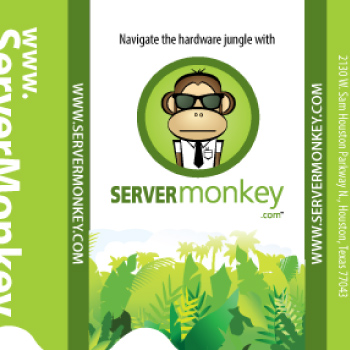 www.
ServerMonkey
WWW.SERVERMONKEY.COM
Navigate the hardware jungle with
SERVERmonkey
.com™
WWW.SERVERMONKEY.COM
2130 W. Sam Houston Parkway N., Houston, Texas 77043